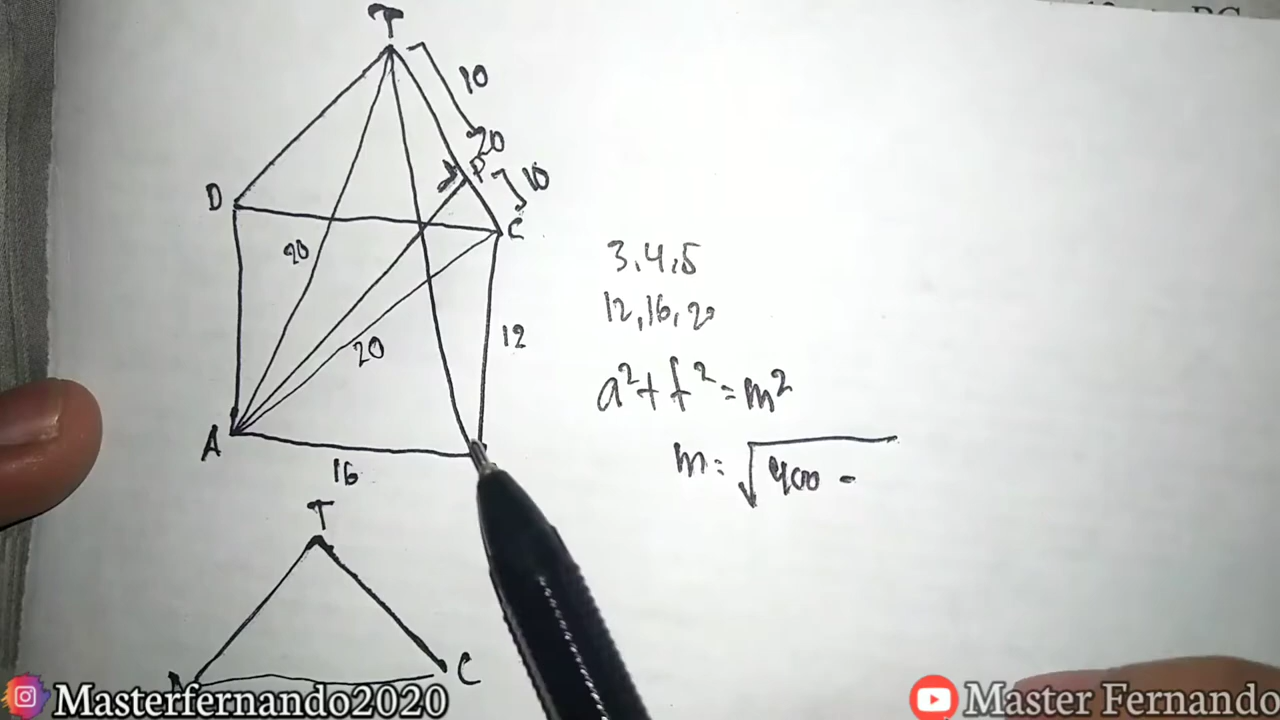 T
10
20
P
10
D
C
20
3,4,5
12,16,20
12
20
a²+t²=m²
A
m=√400 -
16
T
C
Masterfernando2020
Master Fernando